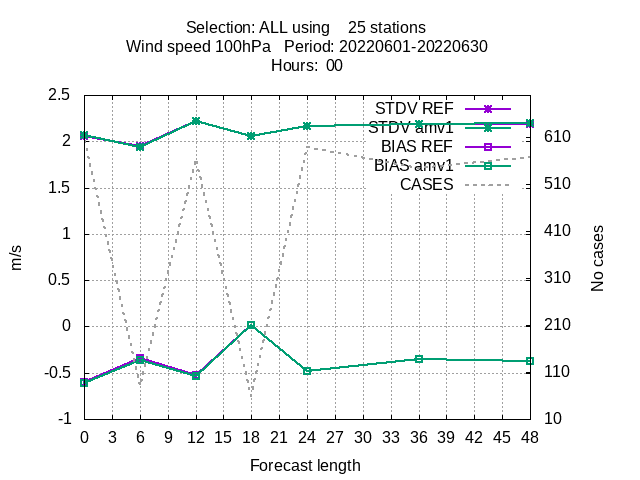 Selection: ALL using 25 stations
Wind speed 100hPa Period: 20220601-20220630
Hours: 00
2.5
2
1.5
1
0.5
0
-0.5
-1
m/s
STDV REF
STDV amv1
BIAS REF
BIAS amv1
CASES
610
510
410
310
210
110
10
No cases
0 3 6 9 12 15 18 21 24 27 30 33 36 39 42 45 48
Forecast length